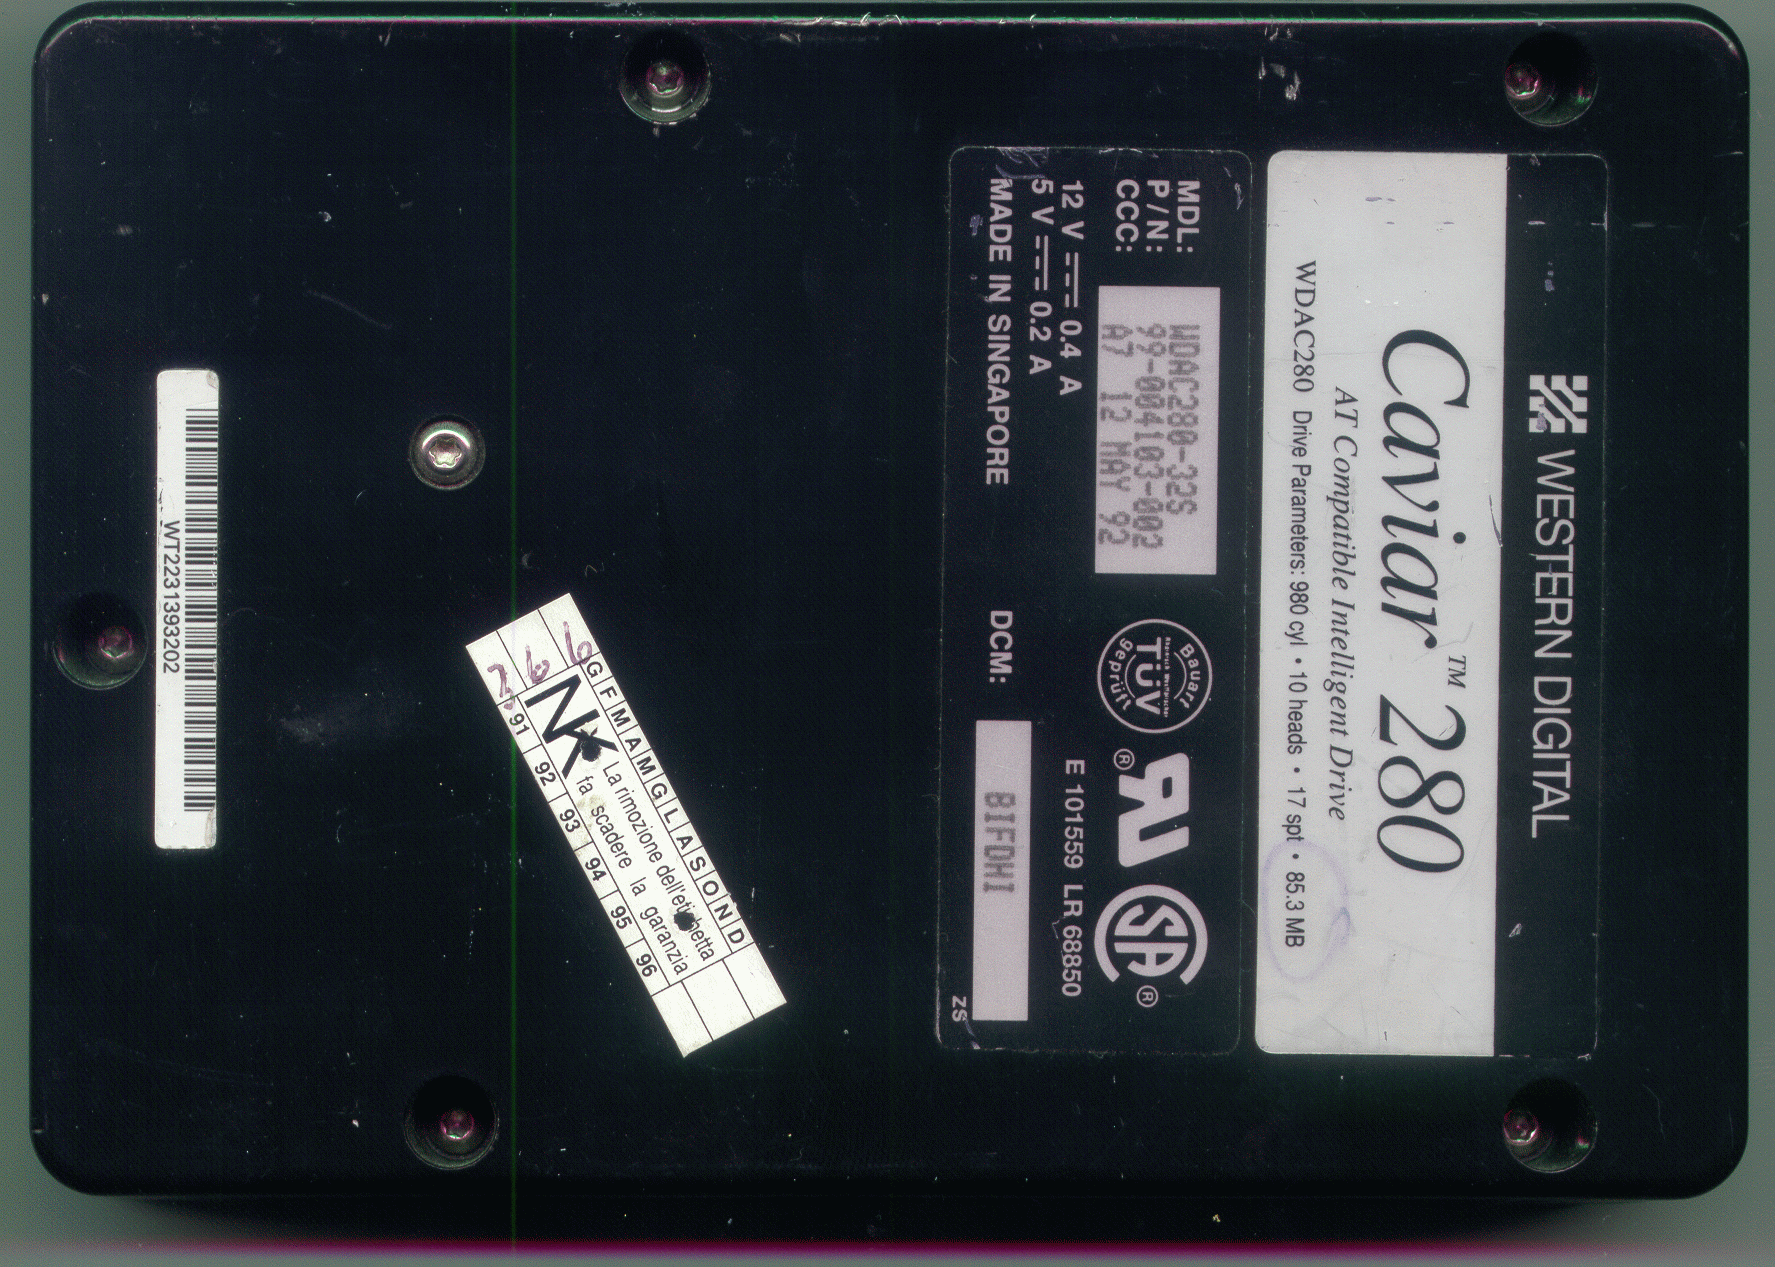 WESTERN DIGITAL
Caviar™ 280
AT Compatible Intelligent Drive
WDAC280 Drive Parameters: 980 cyl • 10 heads • 17 spt • 85.3 MB
MDL: WDAC280-32S
P/N: 99-004103-002
CCC: A7 12 MAY 92
12 V 0.4 A
5 V 0.2 A
MADE IN SINGAPORE
Bauart
TÜV
geprüft
®
®
E 101559 LR 68850
DCM: BIFDHI
ZS
G F M A M G L A S O N D
La rimozione dell'etichetta
fa scadere la garanzia
NK
91 92 93 94 95 96
WT2231393202